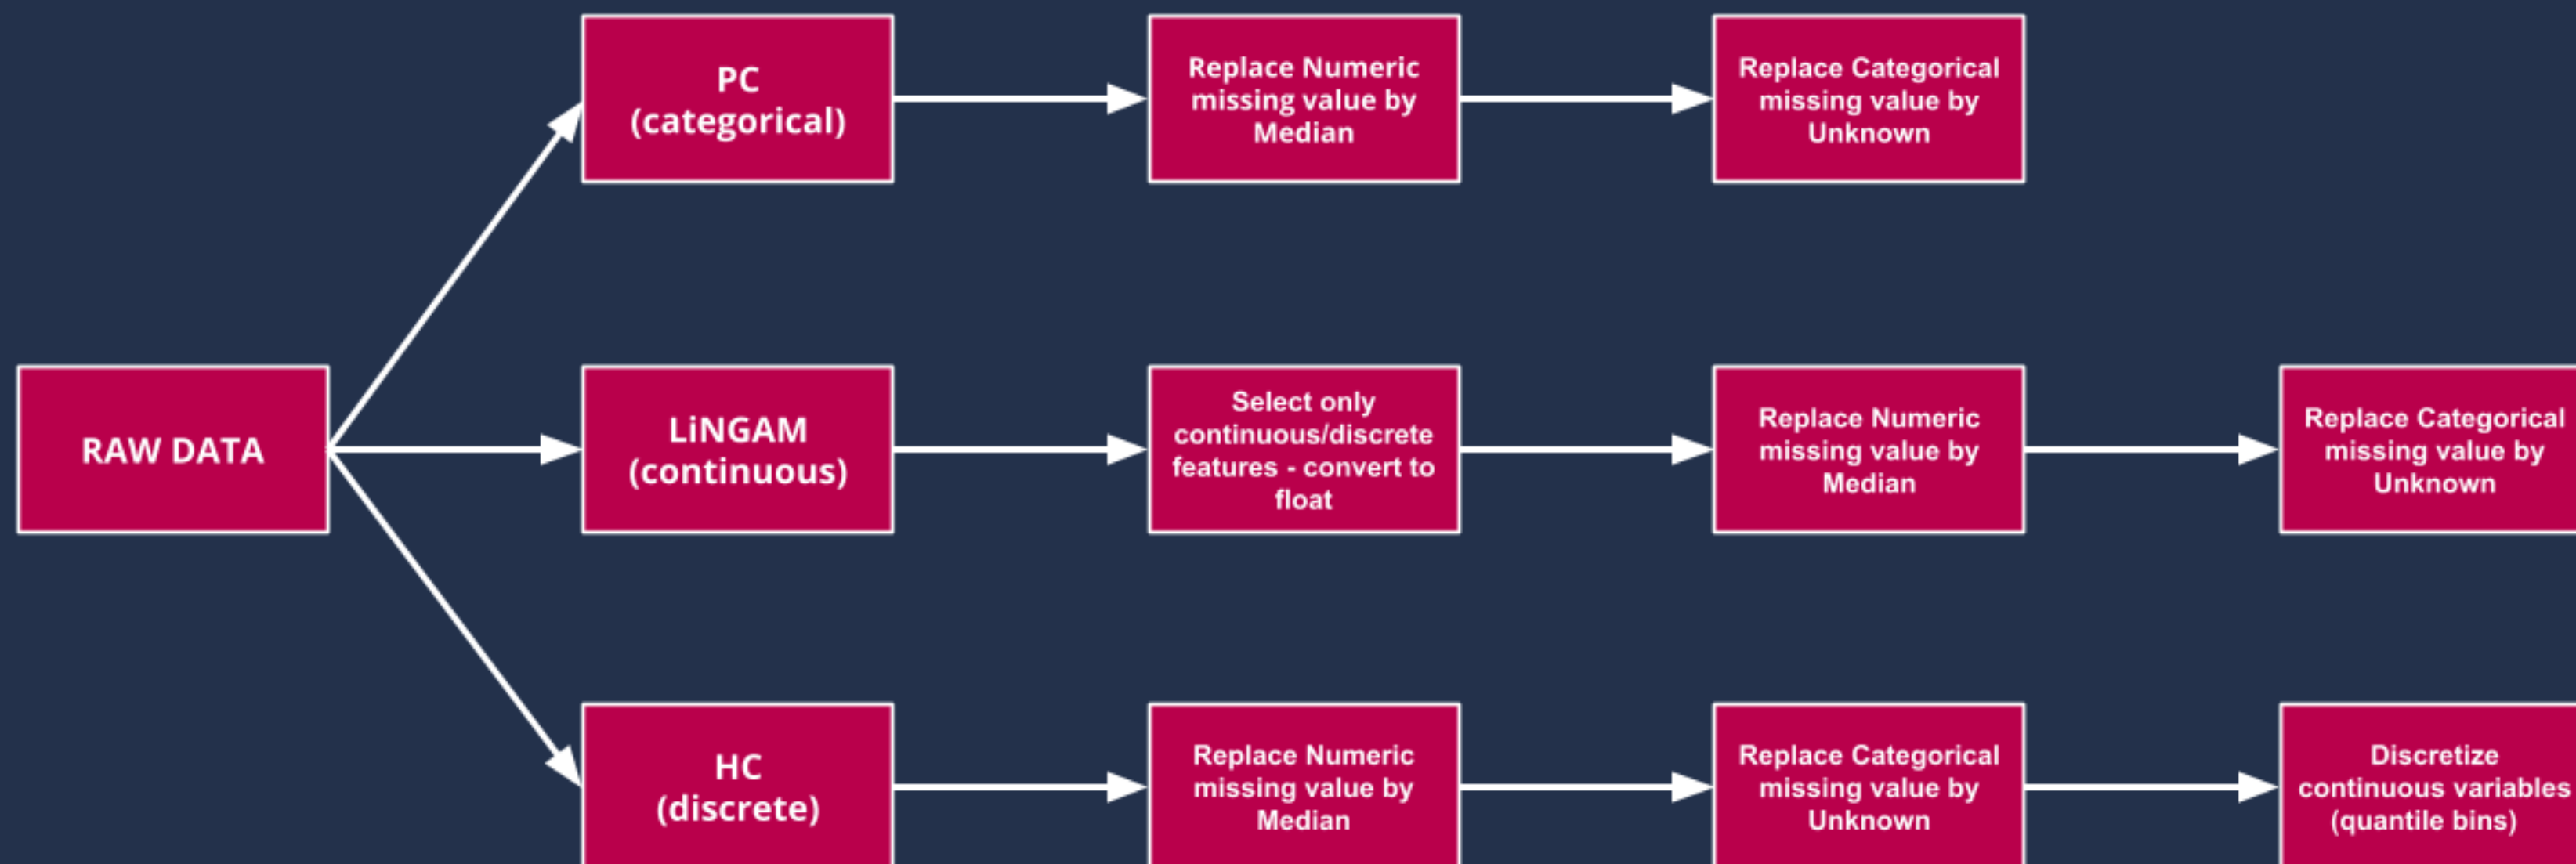 PC
(categorical)
Replace Numeric
missing value by
Median
Replace Categorical
missing value by
Unknown
RAW DATA
LiNGAM
(continuous)
Select only
continuous/discrete
features - convert to
float
Replace Numeric
missing value by
Median
Replace Categorical
missing value by
Unknown
HC
(discrete)
Replace Numeric
missing value by
Median
Replace Categorical
missing value by
Unknown
Discretize
continuous variables
(quantile bins)